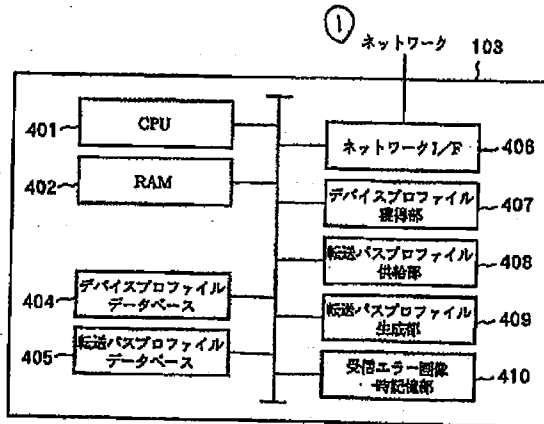 ①
ネットワーク 103
401 CPU
402 RAM
404 デバイスプロファイル
データベース
405 転送パスプロファイル
データベース
ネットワークI/F 406
デバイスプロファイル
獲得部 407
転送パスプロファイル
供給部 408
転送パスプロファイル
生成部 409
受信エラー画像
一時記憶部 410